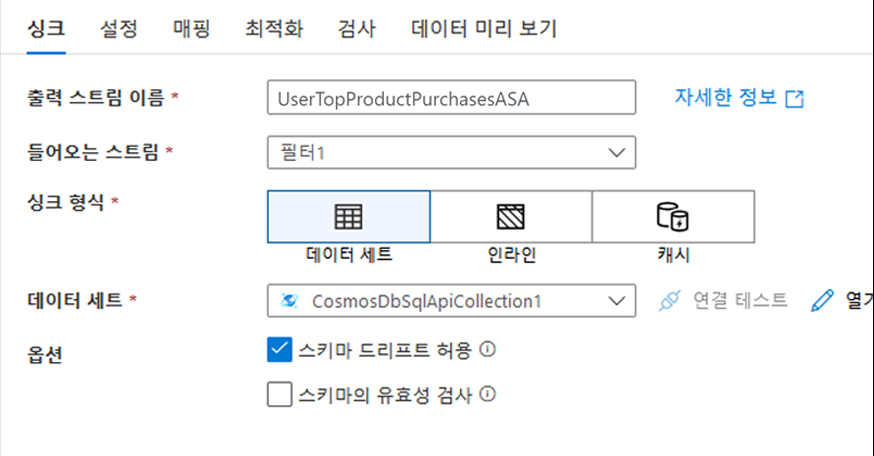 싱크 설정 매핑 최적화 검사 데이터 미리 보기
출력 스트림 이름 * UserTopProductPurchasesASA 자세한 정보
들어오는 스트림 * 필터1
싱크 형식 *
데이터 세트 인라인 캐시
데이터 세트 * CosmosDbSqlApiCollection1 연결 테스트 열기
옵션 스키마 드리프트 허용
스키마의 유효성 검사